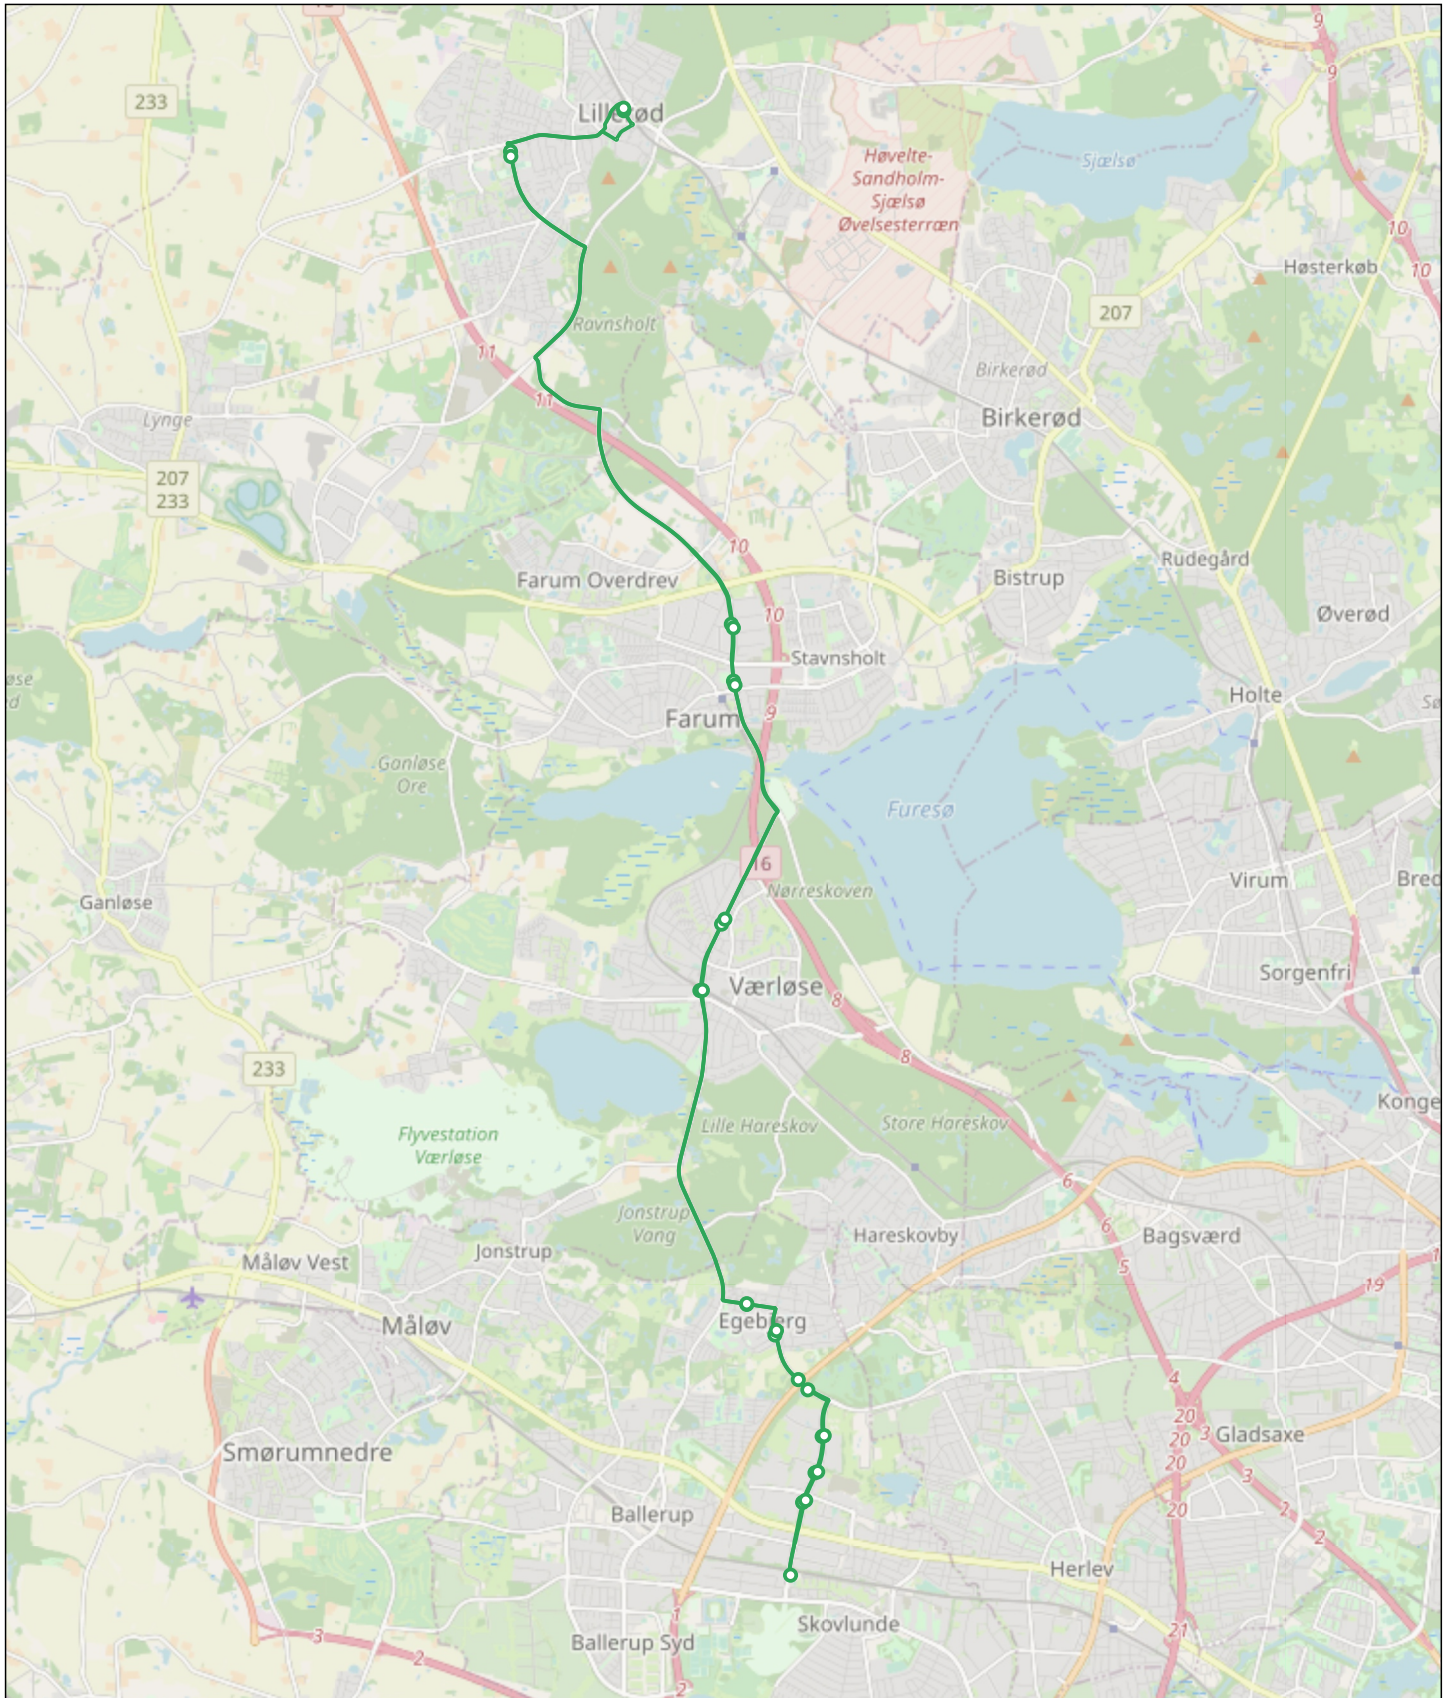 9
9
233
Lillerød
Høvelte-
Sandholm-
Sjælsø
Øvelsesterræn
Sjælsø
10
10
Høsterkøb
207
Ravnsholt
11
Birkerød
11
Birkerød
Lynge
207
233
10
Rudegård
Farum Overdrev
Bistrup
10
Øverød
Stavnsholt
Holte
Farum
9
Ganløse
Ore
Furesø
16
Nørreskoven
Virum
Bred
Ganløse
Værløse
Sorgenfri
8
8
233
Konge
Flyvestation
Værløse
Lille Hareskov
Store Hareskov
6
Jonstrup
Vang
6
Hareskovby
Bagsværd
Jonstrup
Måløv Vest
5
19
Egebjerg
Måløv
4
20
3
Gladsaxe
20
20
3
Smørumnedre
20
2
Ballerup
2
Herlev
1
Skovlunde
21
3
Ballerup Syd
2
2